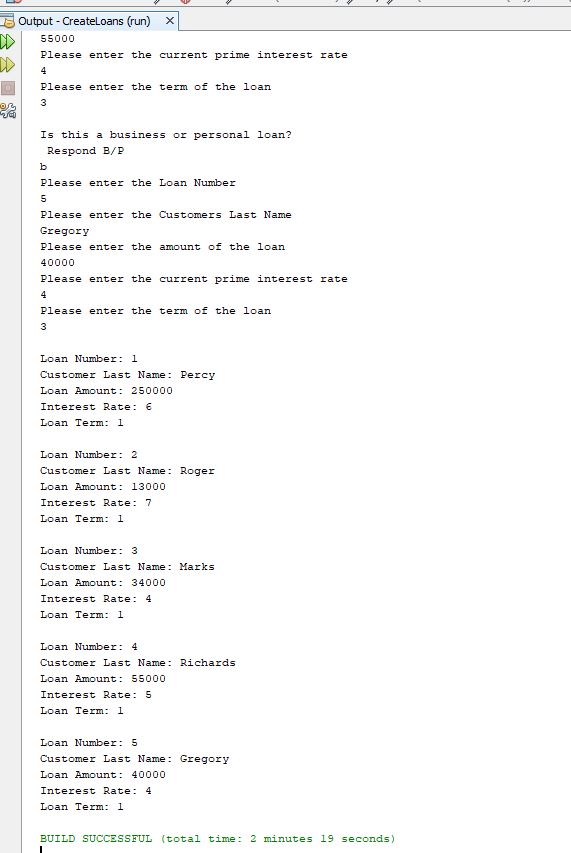 Output - CreateLoans (run)
55000
Please enter the current prime interest rate
4
Please enter the term of the loan
3
Is this a business or personal loan?
Respond B/P
b
Please enter the Loan Number
5
Please enter the Customers Last Name
Gregory
Please enter the amount of the loan
40000
Please enter the current prime interest rate
4
Please enter the term of the loan
3
Loan Number: 1
Customer Last Name: Percy
Loan Amount: 250000
Interest Rate: 6
Loan Term: 1
Loan Number: 2
Customer Last Name: Roger
Loan Amount: 13000
Interest Rate: 7
Loan Term: 1
Loan Number: 3
Customer Last Name: Marks
Loan Amount: 34000
Interest Rate: 4
Loan Term: 1
Loan Number: 4
Customer Last Name: Richards
Loan Amount: 55000
Interest Rate: 5
Loan Term: 1
Loan Number: 5
Customer Last Name: Gregory
Loan Amount: 40000
Interest Rate: 4
Loan Term: 1
BUILD SUCCESSFUL (total time: 2 minutes 19 seconds)